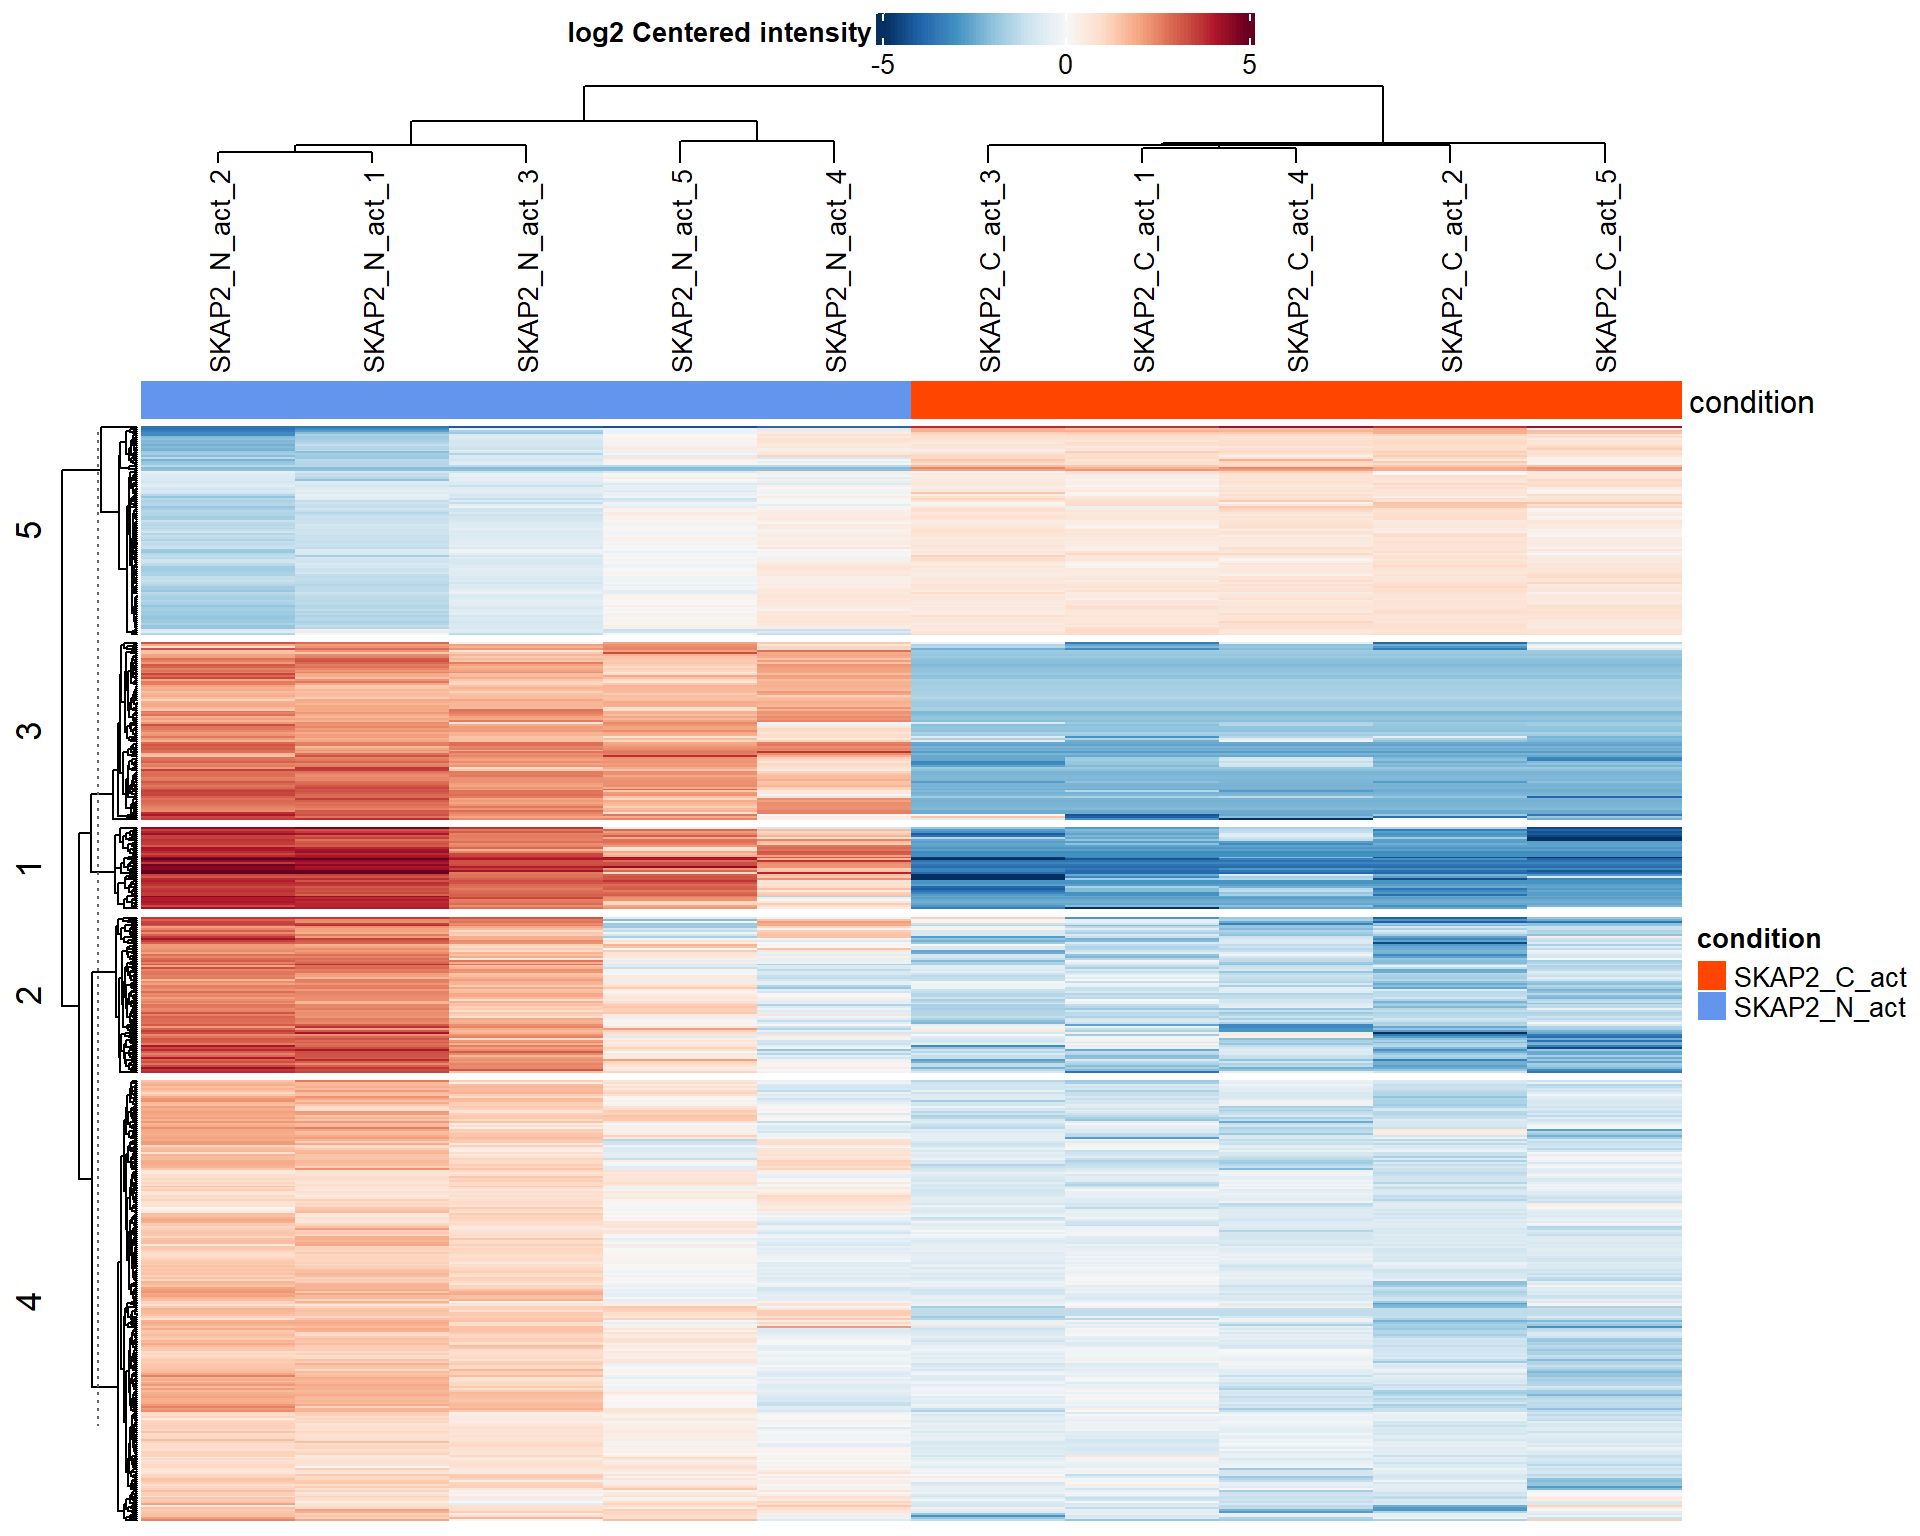 log2 Centered intensity
-5 0 5
SKAP2_N_act_2
SKAP2_N_act_1
SKAP2_N_act_3
SKAP2_N_act_5
SKAP2_N_act_4
SKAP2_C_act_3
SKAP2_C_act_1
SKAP2_C_act_4
SKAP2_C_act_2
SKAP2_C_act_5
condition
5
3
1
2
4
condition
SKAP2_C_act
SKAP2_N_act